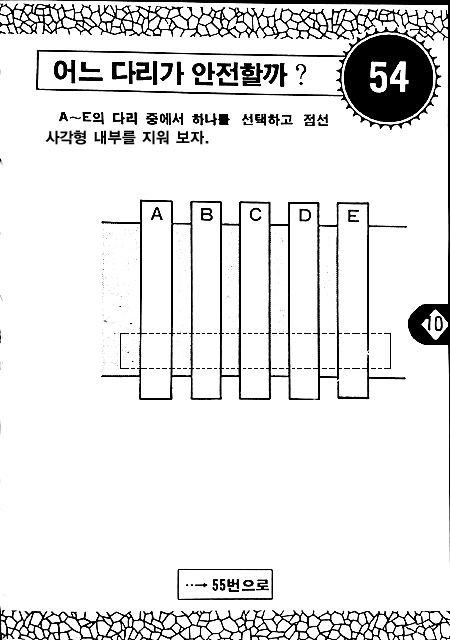 어느 다리가 안전할까 ?
54
A~E의 다리 중에서 하나를 선택하고 점선
사각형 내부를 지워 보자.
A B C D E
10
···→ 55번으로